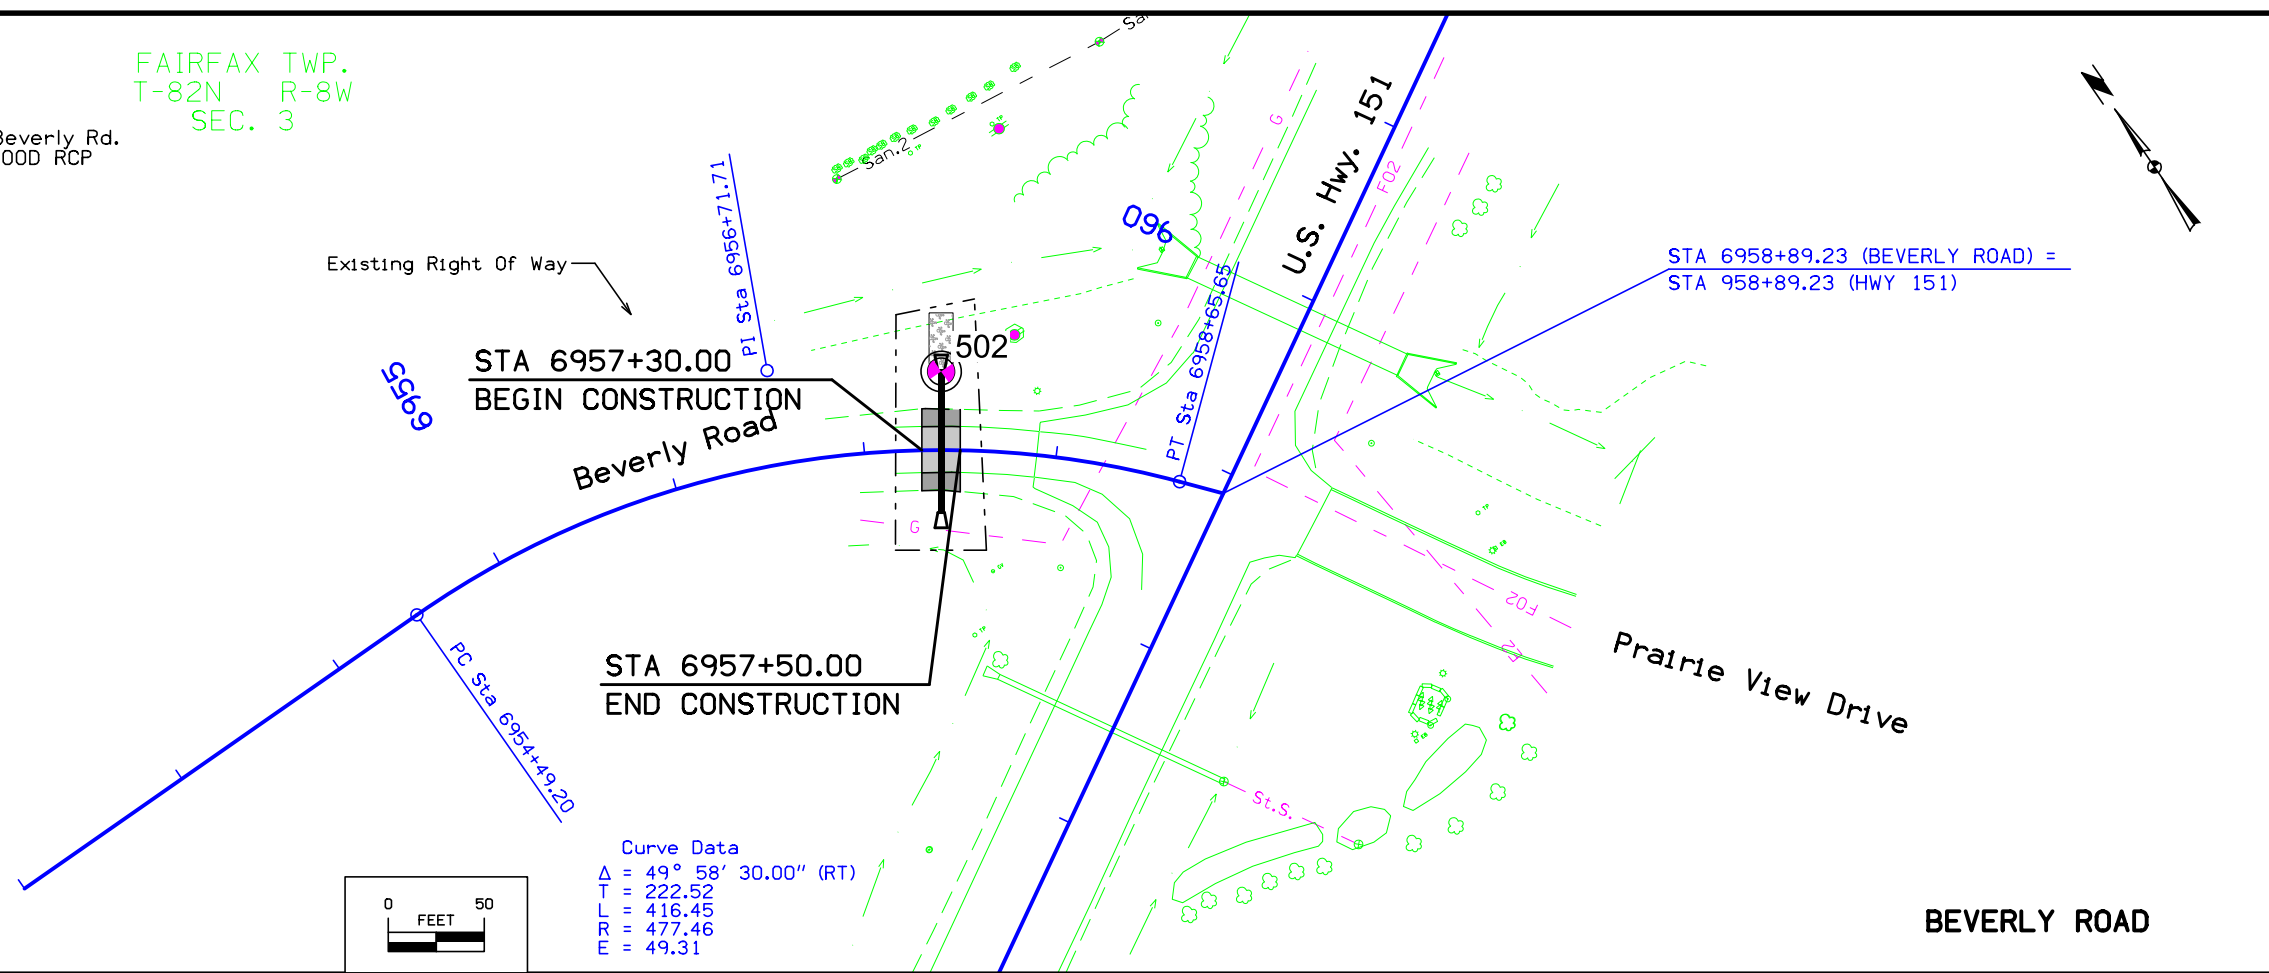 FAIRFAX TWP.
T-82N R-8W
SEC. 3
Beverly Rd.
OOD RCP
San.2
Existing Right Of Way
PI Sta 6956+71.71
096
U.S. Hwy. 151
G
FO2
PT Sta 6958+65.65
STA 6958+89.23 (BEVERLY ROAD) =
STA 958+89.23 (HWY 151)
502
STA 6957+30.00
BEGIN CONSTRUCTION
6955
Beverly Road
G
STA 6957+50.00
END CONSTRUCTION
PC Sta 6954+49.20
FO2
Prairie View Drive
St.S.
Curve Data
Δ = 49° 58' 30.00" (RT)
T = 222.52
L = 416.45
R = 477.46
E = 49.31
0 50
FEET
BEVERLY ROAD